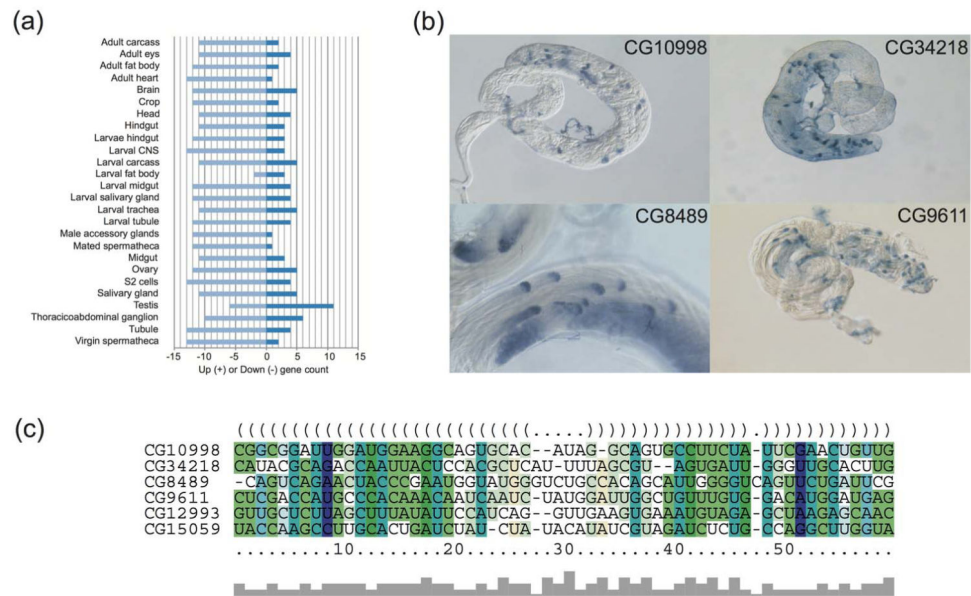 (a)
Adult carcass
Adult eyes
Adult fat body
Adult heart
Brain
Crop
Head
Hindgut
Larvae hindgut
Larval CNS
Larval carcass
Larval fat body
Larval midgut
Larval salivary gland
Larval trachea
Larval tubule
Male accessory glands
Mated spermatheca
Midgut
Ovary
S2 cells
Salivary gland
Testis
Thoracicoabdominal ganglion
Tubule
Virgin spermatheca
-15 -10 -5 0 5 10 15
Up (+) or Down (-) gene count
(b)
CG10998
CG34218
CG8489
CG9611
(c)
(((((((((((((((((((((((((((.....))))))))))))))).))))))))))))
CG10998 CGGCGGAUUGGAUGGAAGGCAGUGCAC--AUAG-GCAGUGCCUUCUA-UUCGAACUGUUG
CG34218 CAUACGCAGACCAAUUACUCCACGCUCAU-UUUAGCGU--AGUGAUU-GGGUUGCACUUG
CG8489 -CAGUCAGAACUACCCGAAUGGUAUGGGUCUGCCACAGCAUUGGGGUCAGUUCUGAUUCG
CG9611 CUCGACCAUGCCCACAAACAAUCAAUC-UAUGGAUUGGCUGUUUGUG-GACAUGGAUGAG
CG12993 GUUGCUCUUAGCAUUAUAUUCCAUCAG--GUUGAAGUGAAAUGUAGA-GCUAAGAGCAAC
CG15059 UACCAAGCCUUGCACUGAUCUAU-CUA-UACAUAUCGUAGAUCUCUG-GCAGGCUUGGUA
.........10........20........30........40........50.........